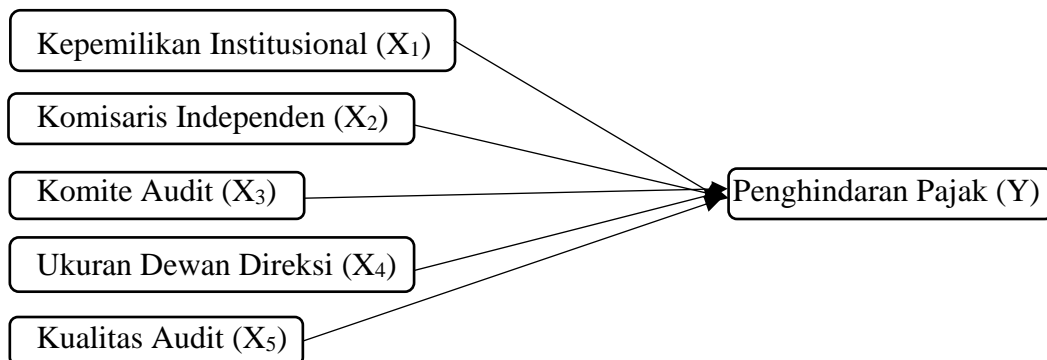 Kepemilikan Institusional (X₁)
Komisaris Independen (X₂)
Komite Audit (X₃)
Penghindaran Pajak (Y)
Ukuran Dewan Direksi (X₄)
Kualitas Audit (X₅)